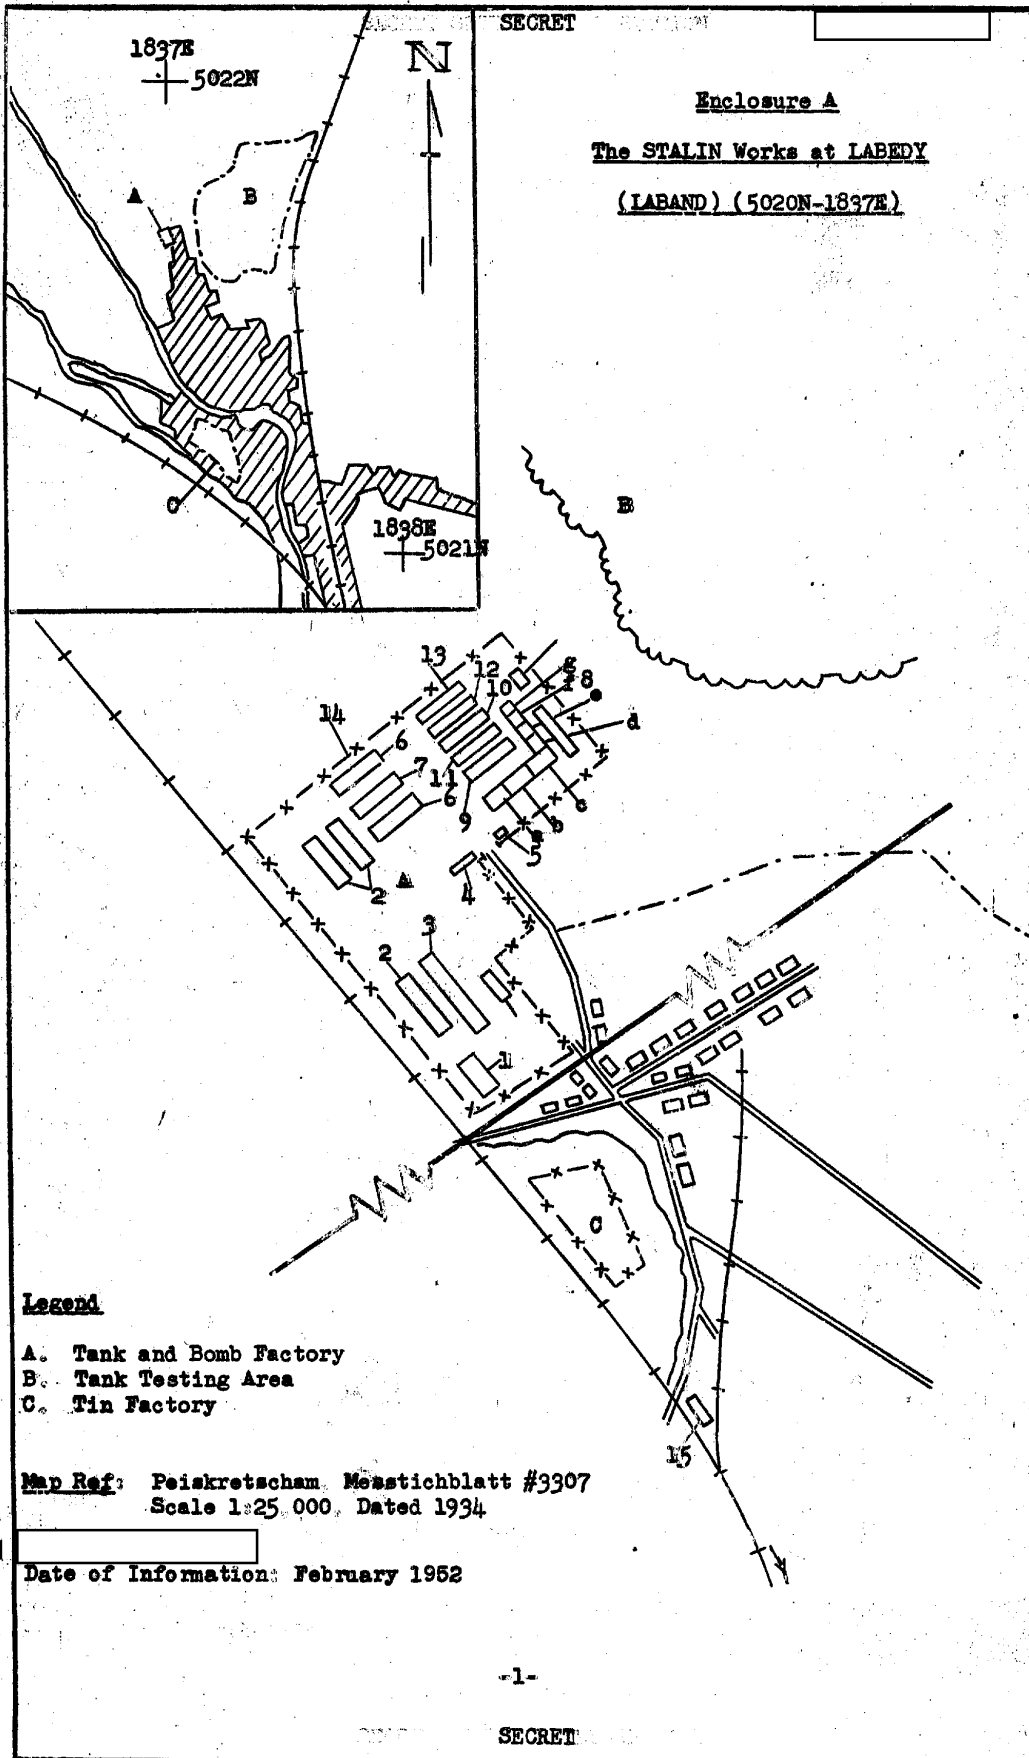 SECRET
Enclosure A
The STALIN Works at LABEDY
(LABAND) (5020N-1837E)
1837E
5022N
N
A
B
C
1838E
5021N
B
13
12
10
8
d
14
6
7
11
6
9
c
b
5
4
2
A
3
2
1
C
15
Legend
A. Tank and Bomb Factory
B. Tank Testing Area
C. Tin Factory
Map Ref: Peiskretscham Messtichblatt #3307
Scale 1:25 000 Dated 1934
Date of Information: February 1952
-1-
SECRET